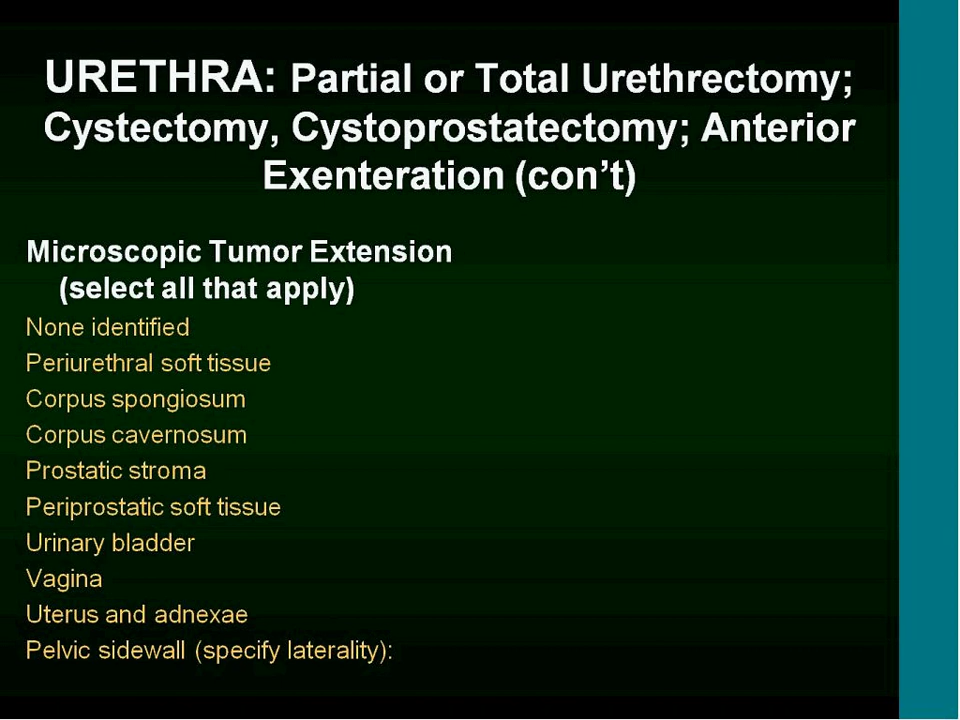 URETHRA: Partial or Total Urethrectomy;
Cystectomy, Cystoprostatectomy; Anterior
Exenteration (con’t)
Microscopic Tumor Extension
(select all that apply)
None identified
Periurethral soft tissue
Corpus spongiosum
Corpus cavernosum
Prostatic stroma
Periprostatic soft tissue
Urinary bladder
Vagina
Uterus and adnexae
Pelvic sidewall (specify laterality):